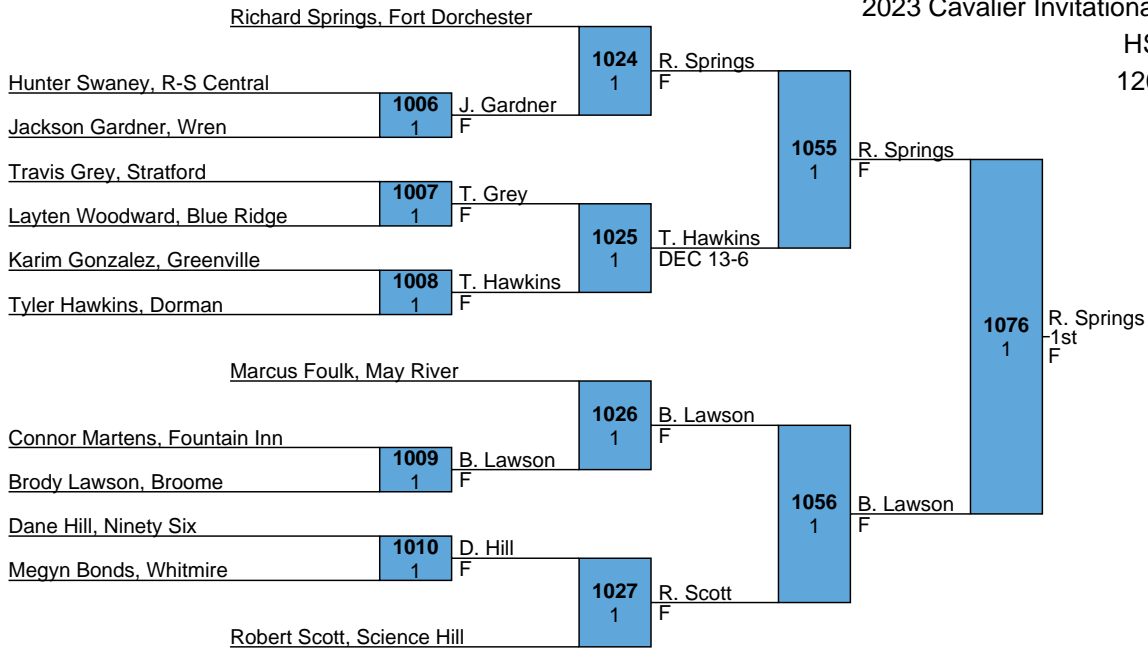 2023 Cavalier Invitationa
HS
Richard Springs, Fort Dorchester
1024
1
R. Springs
F
Hunter Swaney, R-S Central
1006
1
J. Gardner
F
Jackson Gardner, Wren
1055
1
R. Springs
F
Travis Grey, Stratford
1007
1
T. Grey
F
Layten Woodward, Blue Ridge
1025
1
T. Hawkins
DEC 13-6
Karim Gonzalez, Greenville
1008
1
T. Hawkins
F
Tyler Hawkins, Dorman
1076
1
R. Springs
1st
F
Marcus Foulk, May River
1026
1
B. Lawson
F
Connor Martens, Fountain Inn
1009
1
B. Lawson
F
Brody Lawson, Broome
1056
1
B. Lawson
F
Dane Hill, Ninety Six
1010
1
D. Hill
F
Megyn Bonds, Whitmire
1027
1
R. Scott
F
Robert Scott, Science Hill